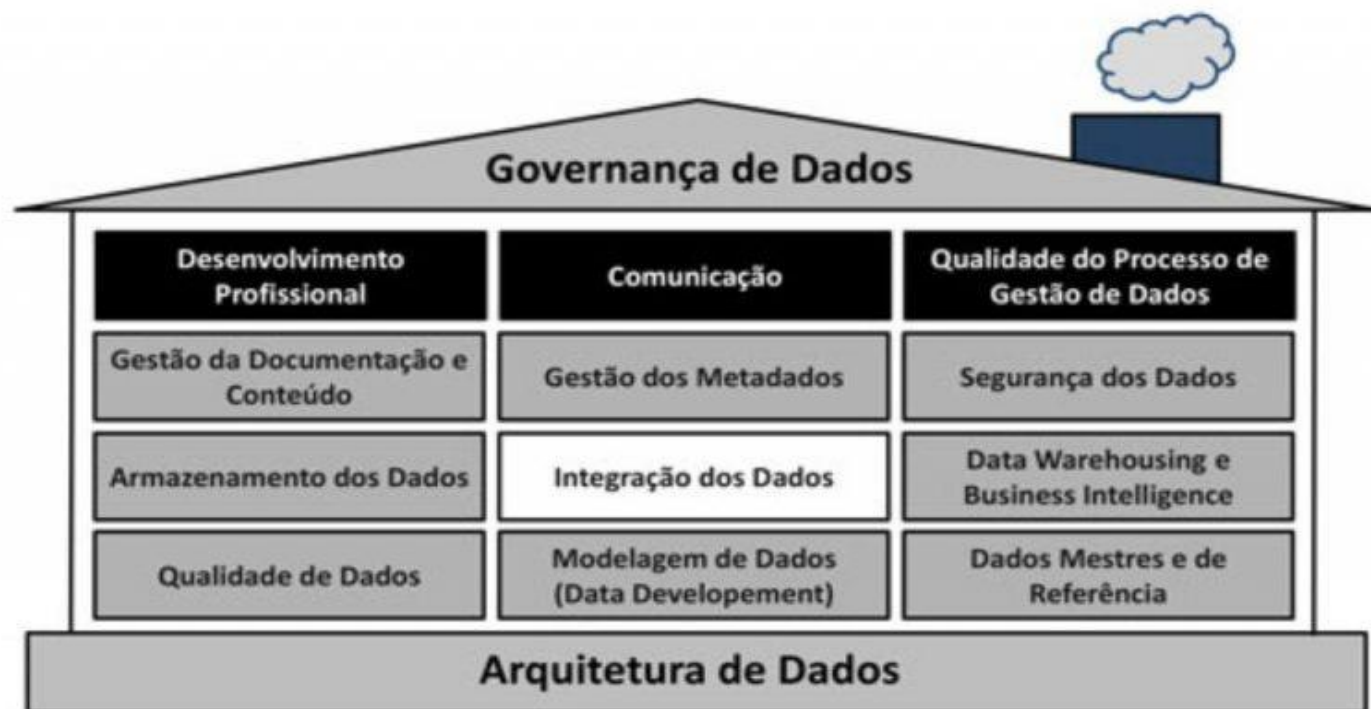 Governança de Dados
Desenvolvimento
Profissional
Comunicação
Qualidade do Processo de
Gestão de Dados
Gestão da Documentação e
Conteúdo
Gestão dos Metadados
Segurança dos Dados
Armazenamento dos Dados
Integração dos Dados
Data Warehousing e
Business Intelligence
Qualidade de Dados
Modelagem de Dados
(Data Developement)
Dados Mestres e de
Referência
Arquitetura de Dados